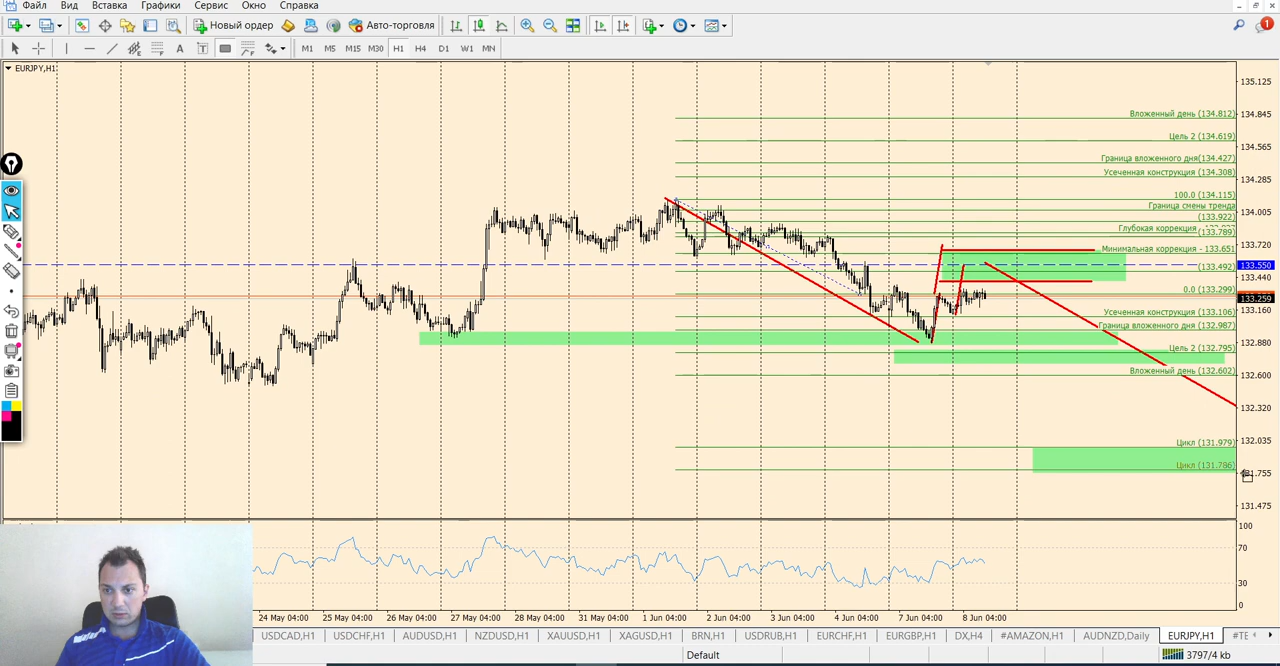 Файл Вид Вставка Графики Сервис Окно Справка
Новый ордер Авто-торговля
1
A T M1 M5 M15 M30 H1 H4 D1 W1 MN
EURJPY,H1
135.125
Вложенный день (134.812)
134.845
Цель 2 (134.619)
134.565
Граница вложенного дня(134.427)
Усеченная конструкция (134.308)
134.285
100.0 (134.115)
Граница смены тренда
134.005
(133.922)
Глубокая коррекция
(133.789)
133.720
Минимальная коррекция - 133.651
133.550
(133.492)
133.440
0.0 (133.299)
133.259
Усеченная конструкция (133.106)
133.160
Граница вложенного дня (132.987)
132.880
Цель 2 (132.795)
Вложенный день (132.602)
132.600
132.320
132.035
Цикл (131.979)
Цикл (131.786)
131.755
131.475
100
70
30
0
24 May 04:00 25 May 04:00 26 May 04:00 27 May 04:00 28 May 04:00 31 May 04:00 1 Jun 04:00 2 Jun 04:00 3 Jun 04:00 4 Jun 04:00 7 Jun 04:00 8 Jun 04:00
USDCAD,H1 USDCHF,H1 AUDUSD,H1 NZDUSD,H1 XAUUSD,H1 XAGUSD,H1 BRN,H1 USDRUB,H1 EURCHF,H1 EURGBP,H1 DX,H4 #AMAZON,H1 AUDNZD,Daily EURJPY,H1 #TE
Default 3797/4 kb